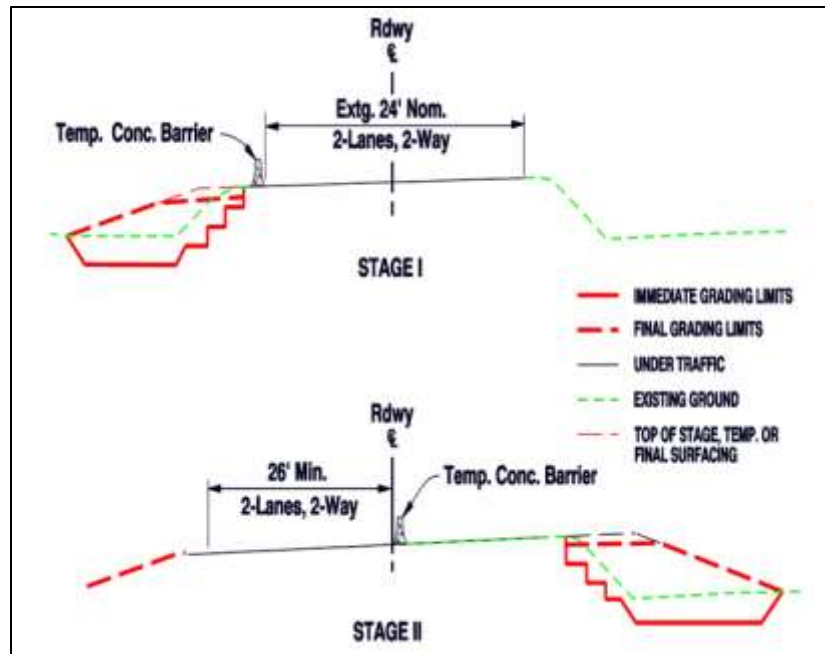 Rdwy
℄
Extg. 24' Nom.
Temp. Conc. Barrier
2-Lanes, 2-Way
STAGE I
IMMEDIATE GRADING LIMITS
FINAL GRADING LIMITS
UNDER TRAFFIC
EXISTING GROUND
TOP OF STAGE, TEMP. OR
FINAL SURFACING
Rdwy
℄
26' Min.
Temp. Conc. Barrier
2-Lanes, 2-Way
STAGE II